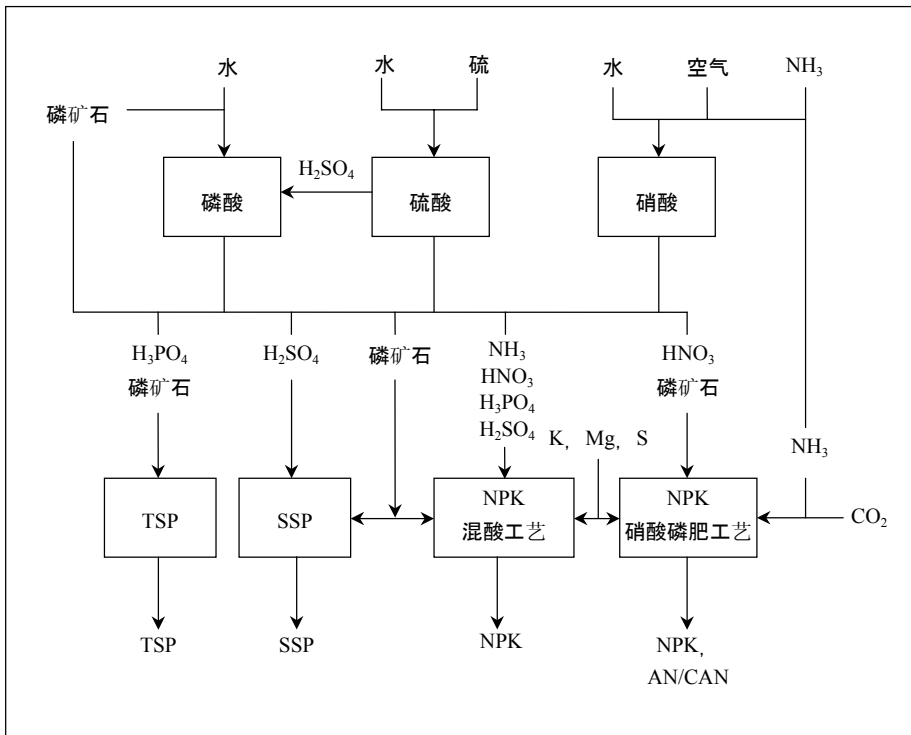 水
水
硫
水
空气
NH₃
磷矿石
H₂SO₄
磷酸
硫酸
硝酸
H₃PO₄
磷矿石
H₂SO₄
磷矿石
NH₃
HNO₃
H₃PO₄
H₂SO₄
HNO₃
磷矿石
K，Mg，S
NH₃
TSP
SSP
NPK
混酸工艺
NPK
硝酸磷肥工艺
CO₂
TSP
SSP
NPK
NPK，
AN/CAN